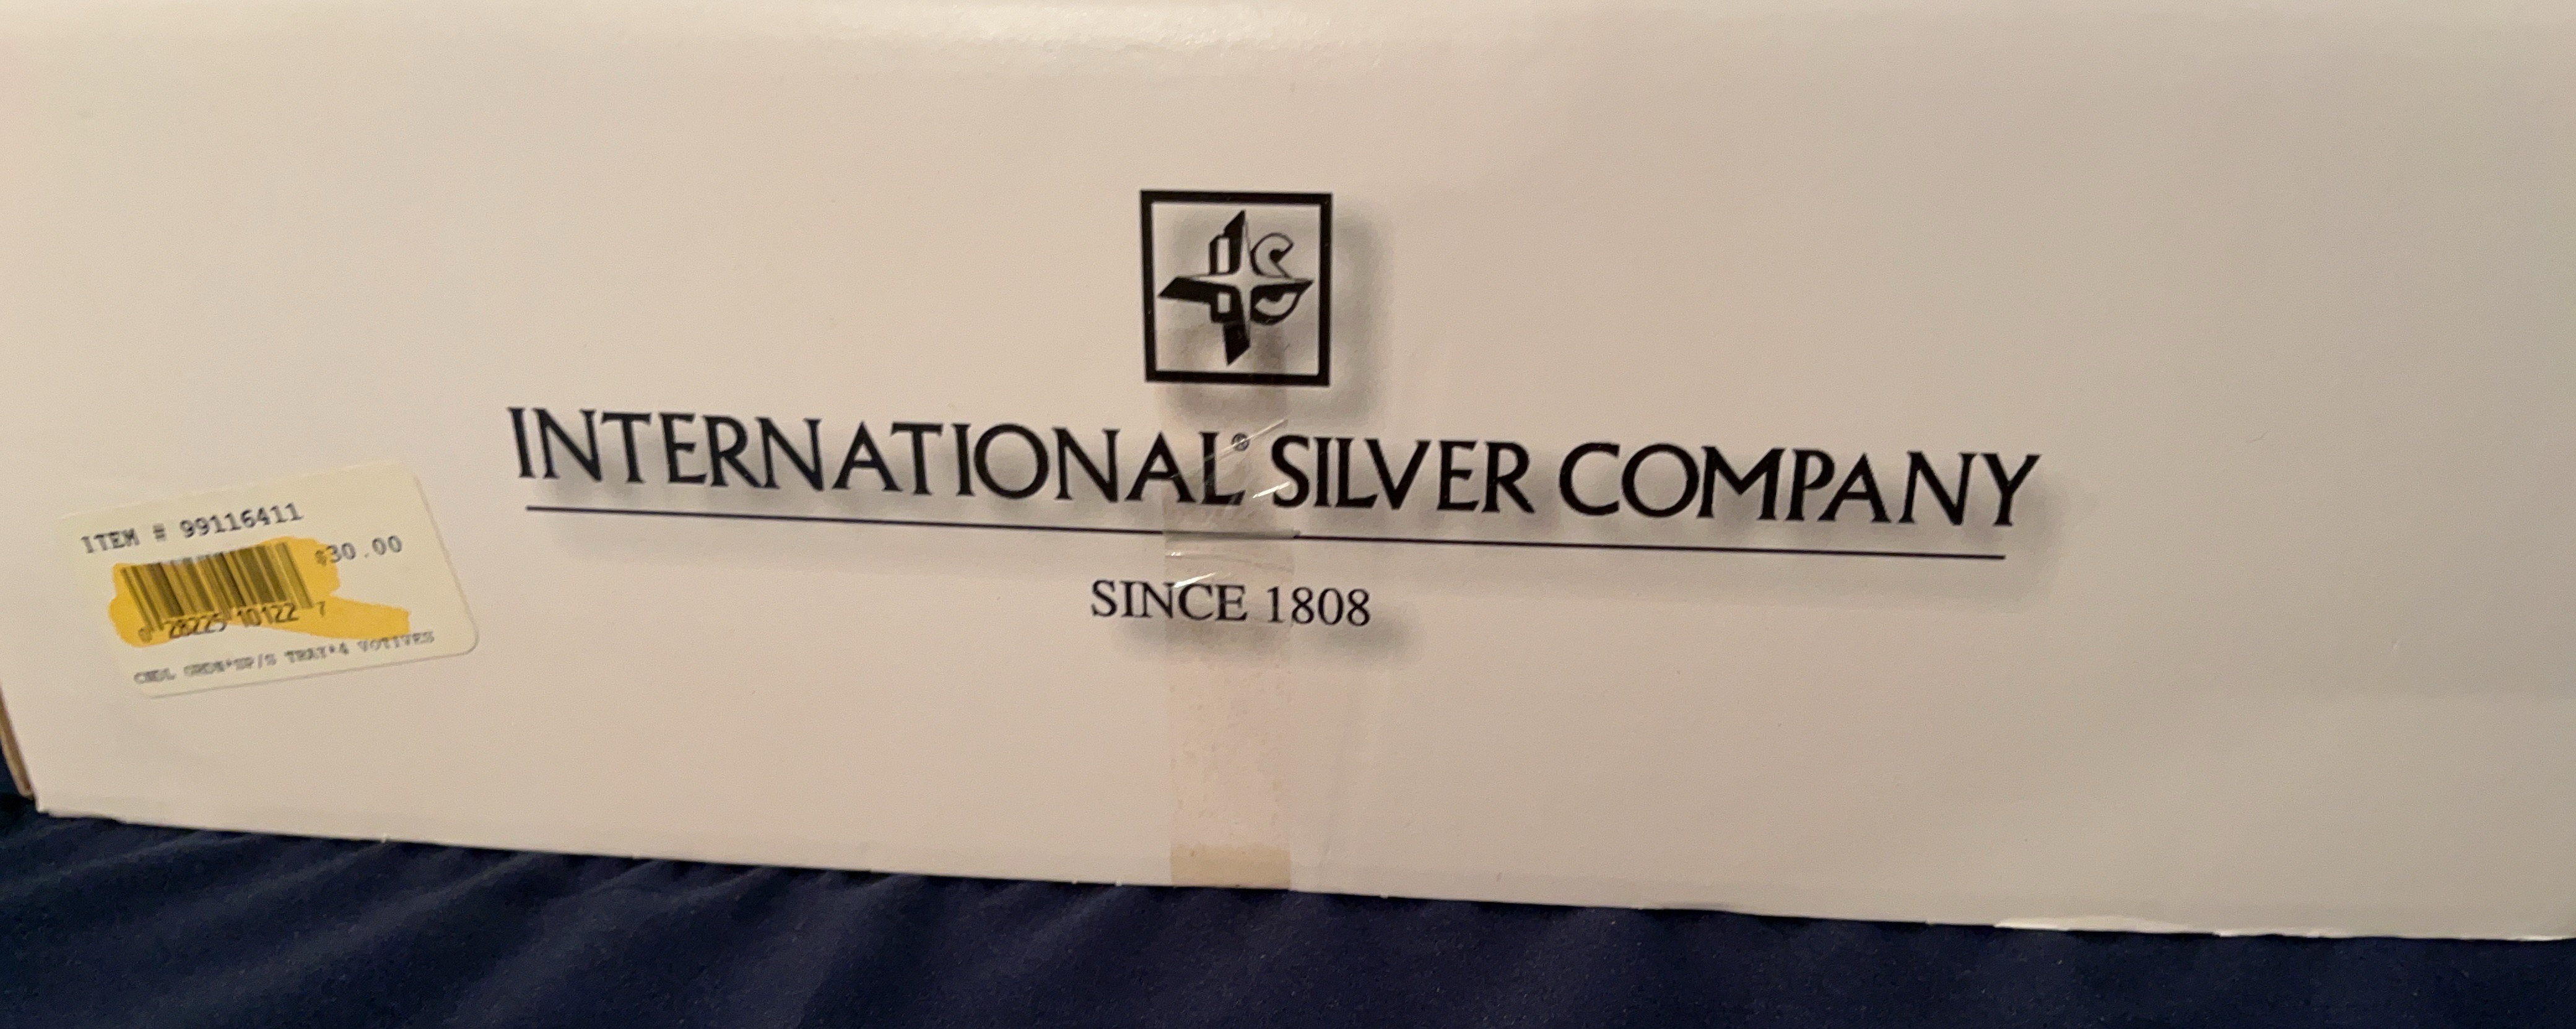 INTERNATIONAL® SILVER COMPANY
SINCE 1808
ITEM # 99116411
$30.00
0 28225 10122 7
CNDL GRDN*SP/S TRAY*4 VOTIVES